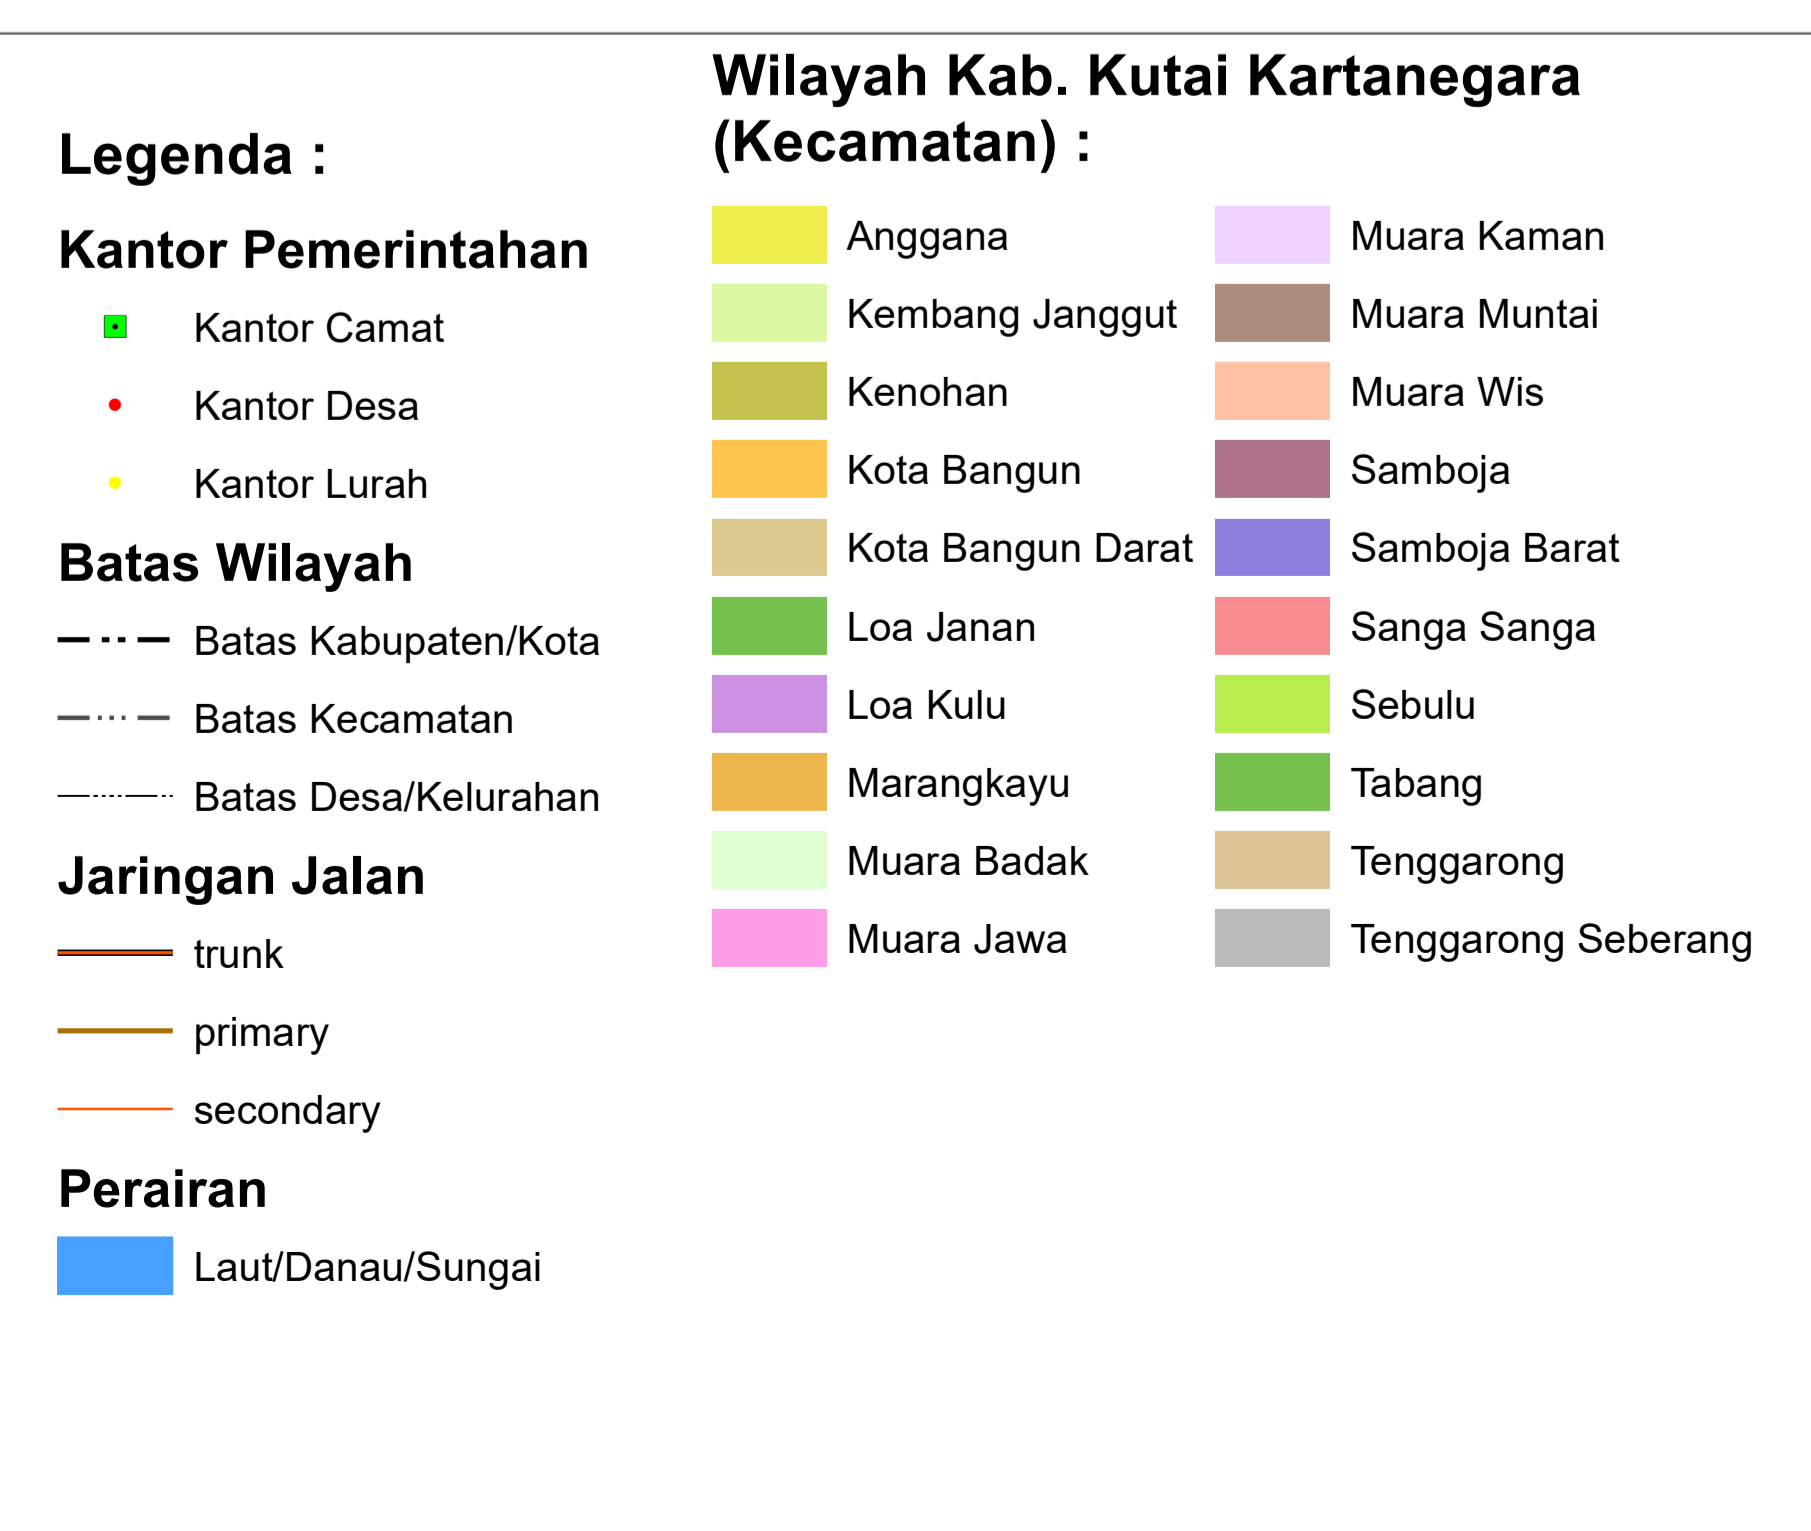 Legenda :
Kantor Pemerintahan
Kantor Camat
Kantor Desa
Kantor Lurah
Batas Wilayah
Batas Kabupaten/Kota
Batas Kecamatan
Batas Desa/Kelurahan
Jaringan Jalan
trunk
primary
secondary
Perairan
Laut/Danau/Sungai
Wilayah Kab. Kutai Kartanegara
(Kecamatan) :
Anggana
Kembang Janggut
Kenohan
Kota Bangun
Kota Bangun Darat
Loa Janan
Loa Kulu
Marangkayu
Muara Badak
Muara Jawa
Muara Kaman
Muara Muntai
Muara Wis
Samboja
Samboja Barat
Sanga Sanga
Sebulu
Tabang
Tenggarong
Tenggarong Seberang